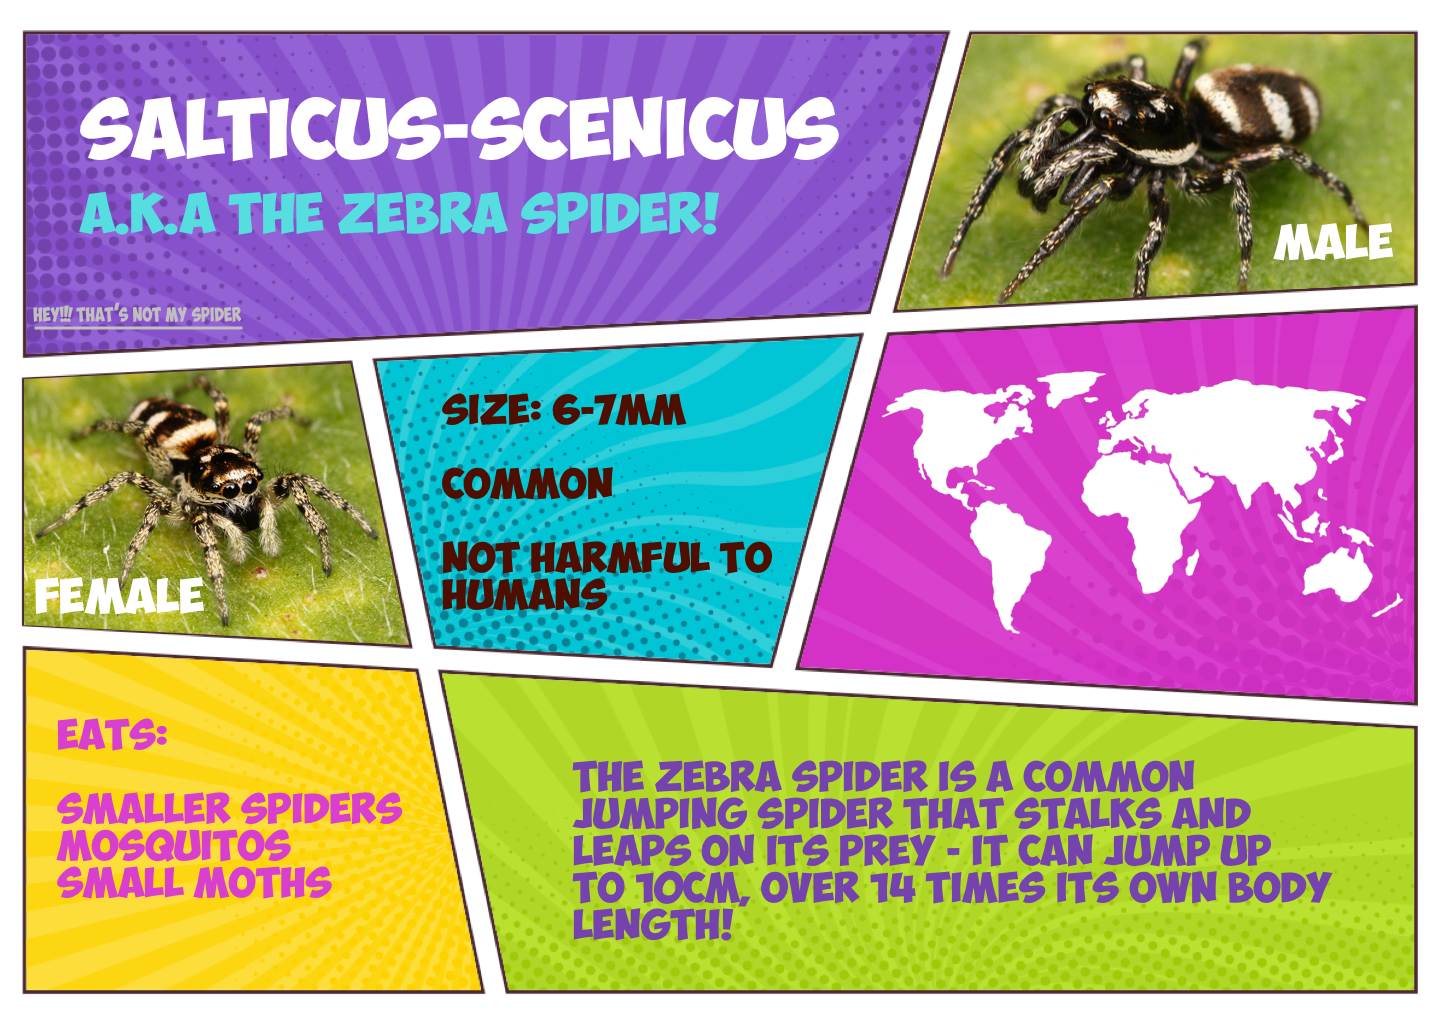 SALTICUS-SCENICUS
A.K.A THE ZEBRA SPIDER!
HEY!!! THAT'S NOT MY SPIDER
MALE
FEMALE
SIZE: 6-7MM
COMMON
NOT HARMFUL TO
HUMANS
EATS:
SMALLER SPIDERS
MOSQUITOS
SMALL MOTHS
THE ZEBRA SPIDER IS A COMMON
JUMPING SPIDER THAT STALKS AND
LEAPS ON ITS PREY - IT CAN JUMP UP
TO 10CM, OVER 14 TIMES ITS OWN BODY
LENGTH!